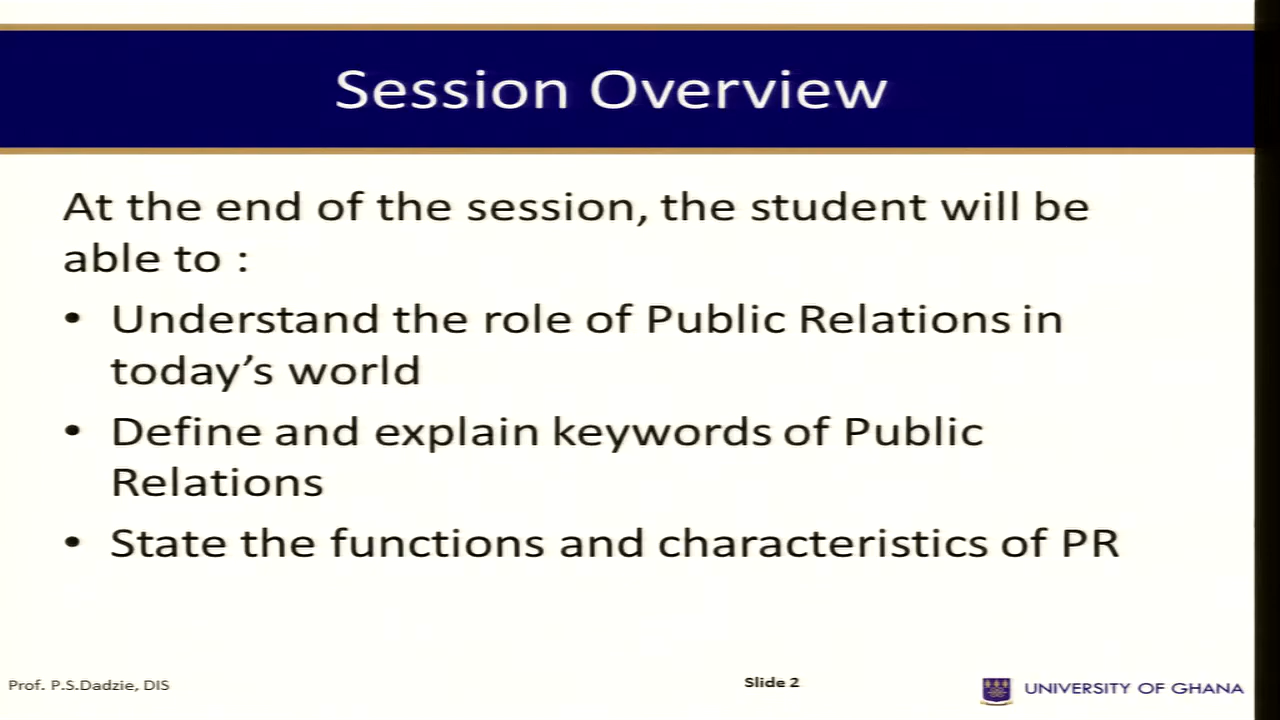 Session Overview
At the end of the session, the student will be
able to :
• Understand the role of Public Relations in
today’s world
• Define and explain keywords of Public
Relations
• State the functions and characteristics of PR
Prof. P.S.Dadzie, DIS
Slide 2
UNIVERSITY OF GHANA